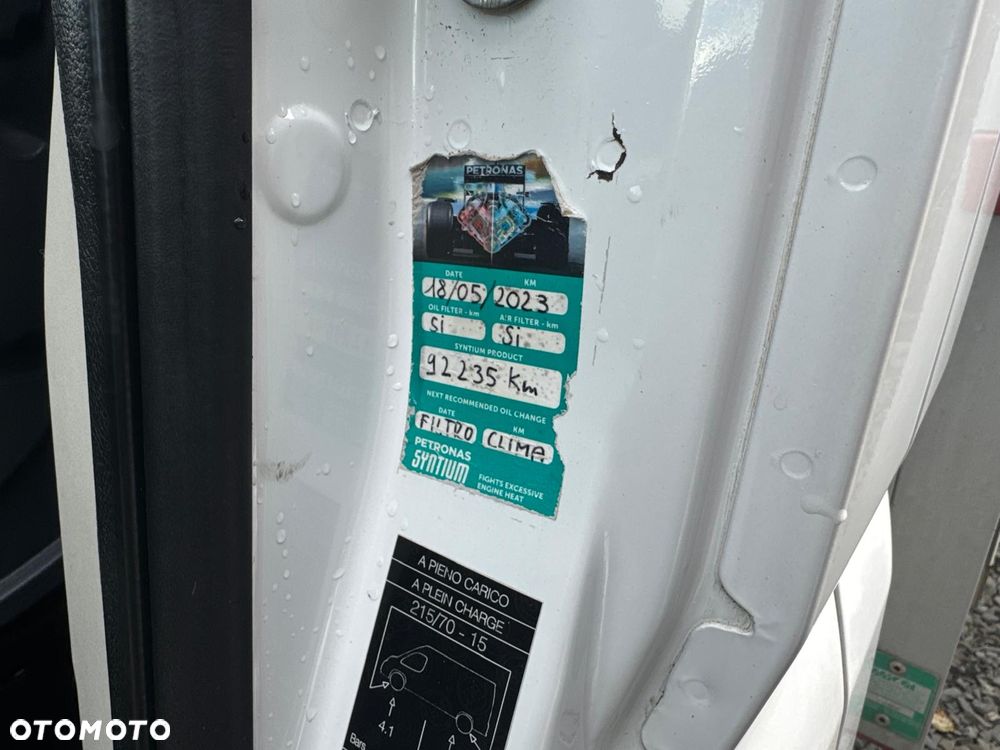 PETRONAS
DATE KM
18/05/2023
OIL FILTER - km AIR FILTER - km
si si
SYNTIUM PRODUCT
92235 Km
NEXT RECOMMENDED OIL CHANGE
DATE KM
FILTRO CLIMA
PETRONAS
SYNTIUM
FIGHTS EXCESSIVE
ENGINE HEAT
A PIENO CARICO
A PLEIN CHARGE
215/70 - 15
Bars 4.1
OTOMOTO